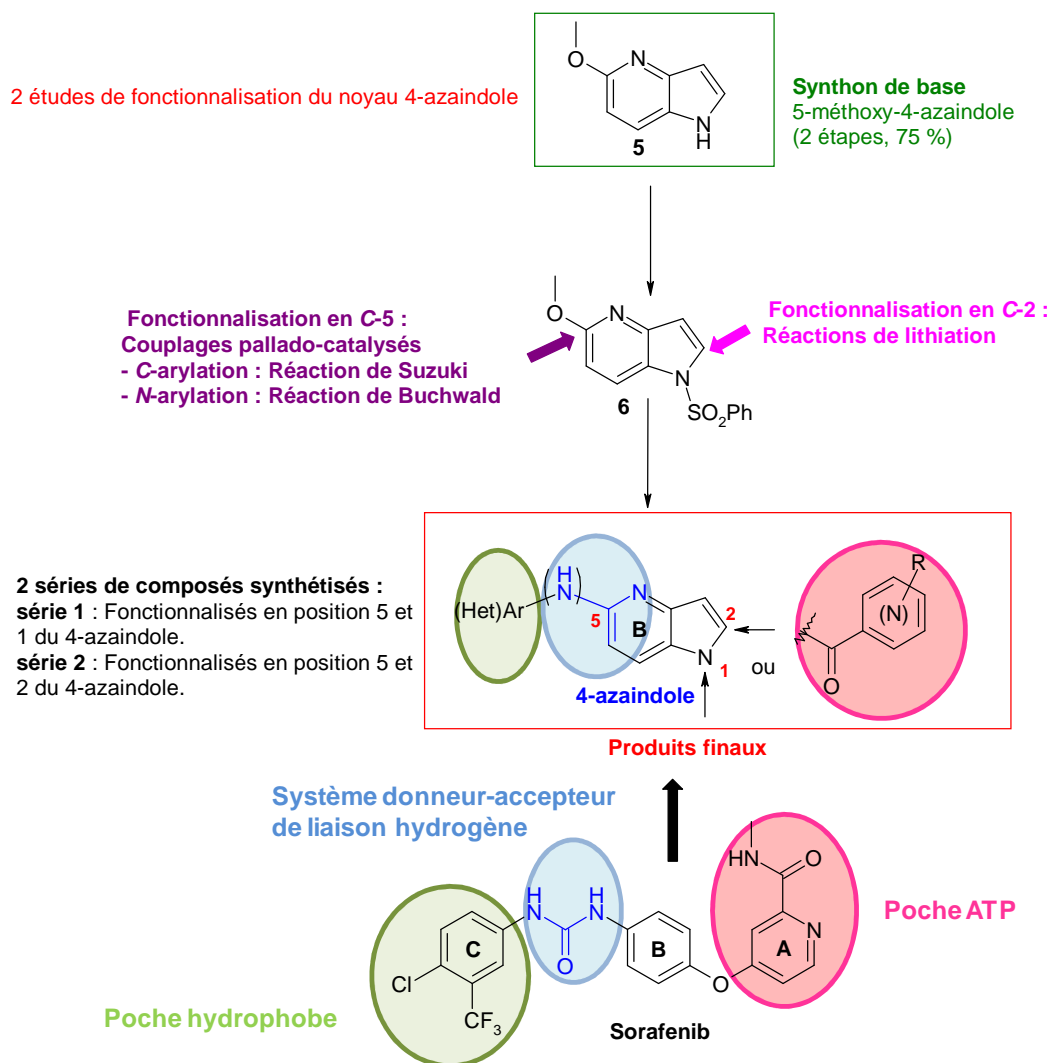 2 études de fonctionnalisation du noyau 4-azaindole
O
N
N
H
5
Synthon de base
5-méthoxy-4-azaindole
(2 étapes, 75 %)
Fonctionnalisation en C-5 :
Couplages pallado-catalysés
- C-arylation : Réaction de Suzuki
- N-arylation : Réaction de Buchwald
O
N
N
SO2Ph
6
Fonctionnalisation en C-2 :
Réactions de lithiation
2 séries de composés synthétisés :
série 1 : Fonctionnalisés en position 5 et
1 du 4-azaindole.
série 2 : Fonctionnalisés en position 5 et
2 du 4-azaindole.
(Het)Ar
(
H
N
)
5
N
B
2
N
1
4-azaindole
ou
R
(N)
O
Produits finaux
Système donneur-accepteur
de liaison hydrogène
Poche ATP
HN
O
N
A
O
B
H
N
H
N
O
C
Cl
CF3
Poche hydrophobe
Sorafenib